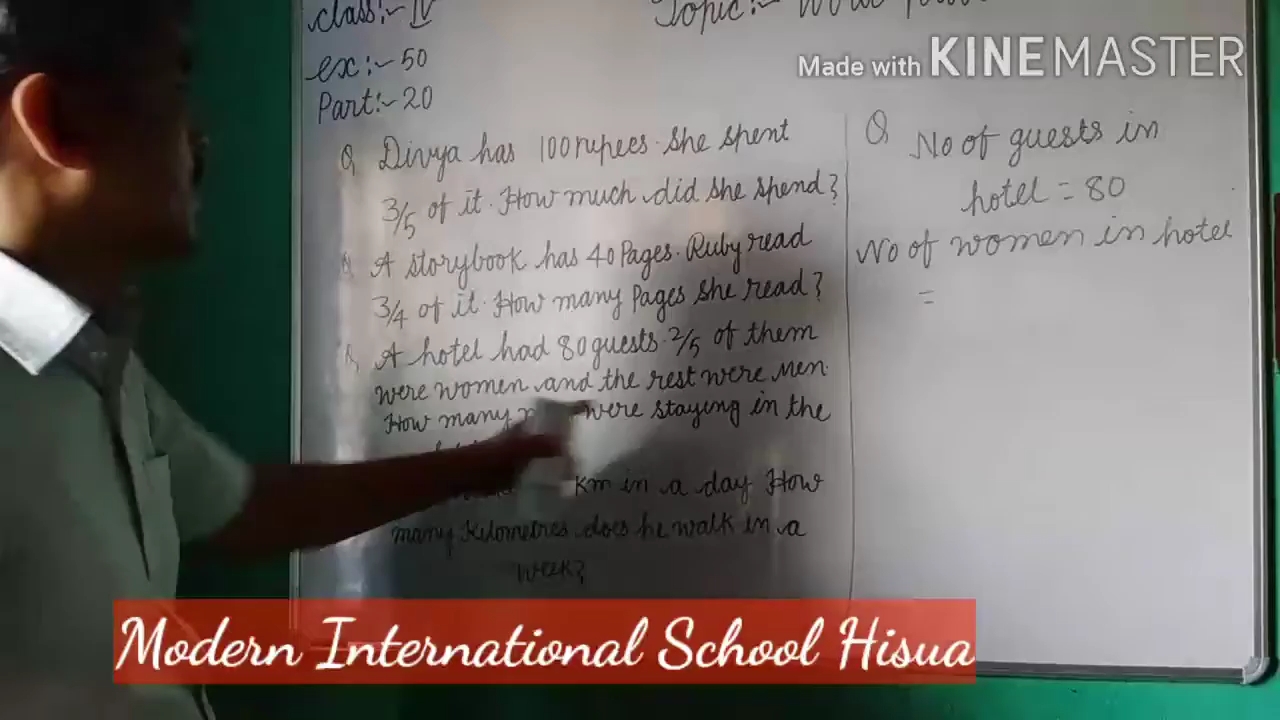 class:- IV
Topic:-
ex:- 50
Part:- 20
Made with KINEMASTER
Q Divya has 100 rupees. She spent
3/5 of it. How much did she spend?
Q A storybook has 40 Pages. Ruby read
3/4 of it. How many Pages she read?
Q, A hotel had 80 guests. 2/5 of them
were women and the rest were Men.
How many were staying in the
km in a day How
many Kilometres does he walk in a
week?
Q No of guests in
hotel = 80
No of women in hotel
=
Modern International School Hisua